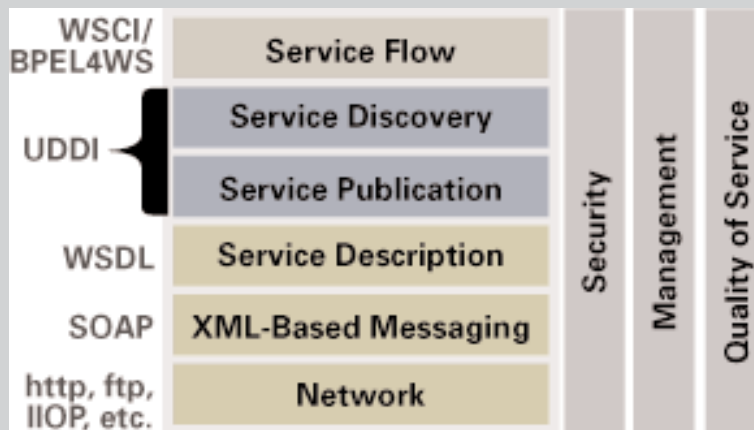 WSCI/
BPEL4WS
Service Flow
UDDI
Service Discovery
Service Publication
WSDL
Service Description
SOAP
XML-Based Messaging
http, ftp,
IIOP, etc.
Network
Security
Management
Quality of Service